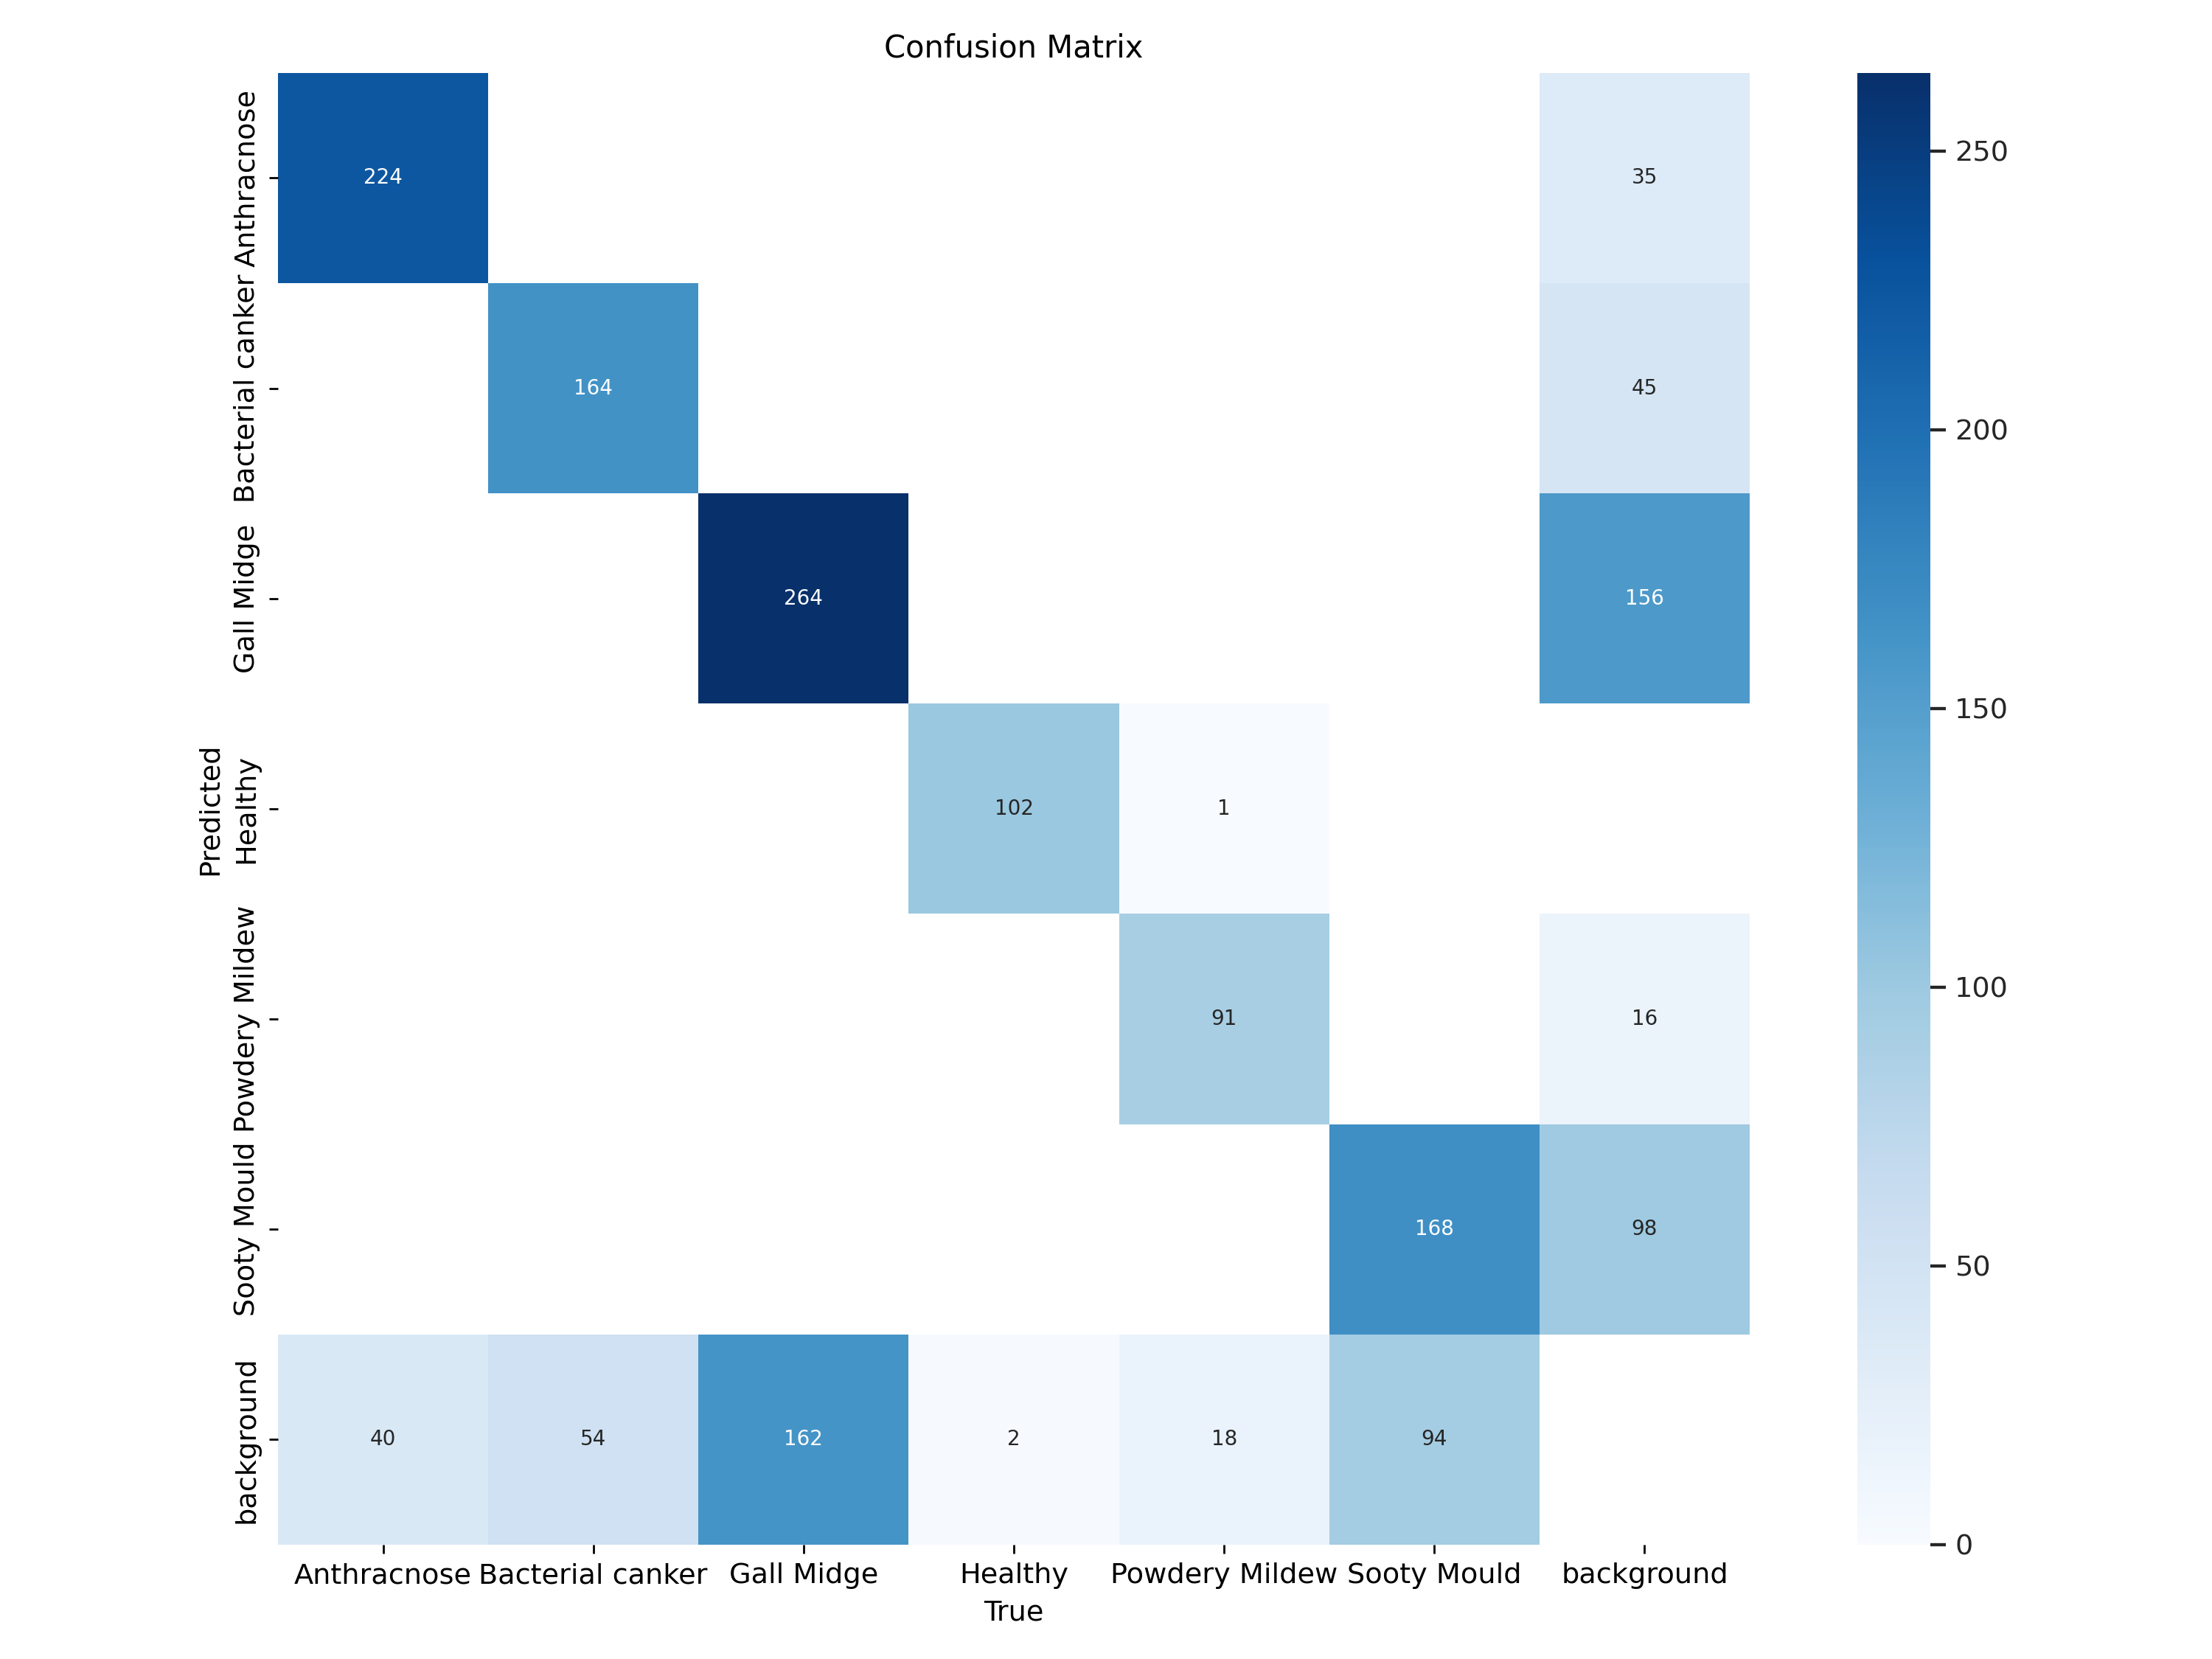 Confusion Matrix
Anthracnose
224
35
250
Bacterial canker
164
45
200
Gall Midge
264
156
150
Predicted
Healthy
102
1
Powdery Mildew
91
16
100
Sooty Mould
168
98
50
background
40
54
162
2
18
94
0
Anthracnose
Bacterial canker
Gall Midge
Healthy
Powdery Mildew
Sooty Mould
background
True